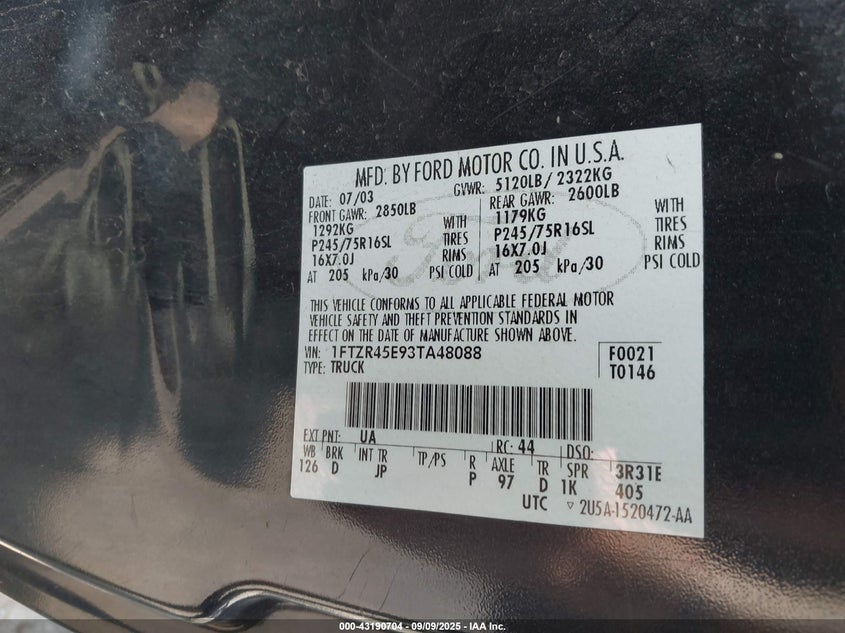 MFD. BY FORD MOTOR CO. IN U.S.A.
DATE: 07/03 GVWR: 5120LB/ 2322KG
FRONT GAWR: 2850LB REAR GAWR: 2600LB
1292KG WITH 1179KG WITH
P245/75R16SL TIRES P245/75R16SL TIRES
16X7.0J RIMS 16X7.0J RIMS
AT 205 kPa/30 PSI COLD AT 205 kPa/30 PSI COLD
Ford
THIS VEHICLE CONFORMS TO ALL APPLICABLE FEDERAL MOTOR
VEHICLE SAFETY AND THEFT PREVENTION STANDARDS IN
EFFECT ON THE DATE OF MANUFACTURE SHOWN ABOVE.
VIN: 1FTZR45E93TA48088 F0021
TYPE: TRUCK T0146
EXT PNT: UA RC: 44 DSO:
WB BRK INT TR TP/PS R AXLE TR SPR 3R31E
126 D JP P 97 D 1K 405
UTC ▽ 2U5A-1520472-AA
000-43190704 - 09/09/2025 - IAA Inc.